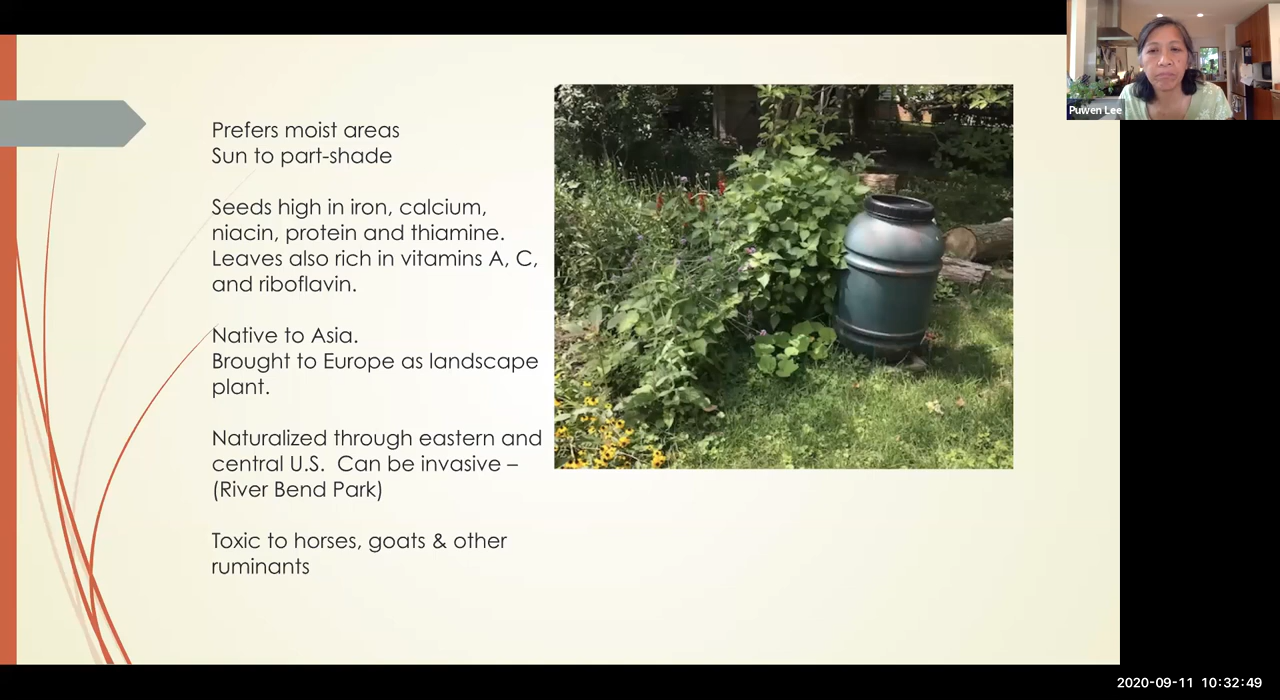 Prefers moist areas
Sun to part-shade
Seeds high in iron, calcium,
niacin, protein and thiamine.
Leaves also rich in vitamins A, C,
and riboflavin.
Native to Asia.
Brought to Europe as landscape
plant.
Naturalized through eastern and
central U.S.  Can be invasive –
(River Bend Park)
Toxic to horses, goats & other
ruminants
Puwen Lee
2020-09-11 10:32:49